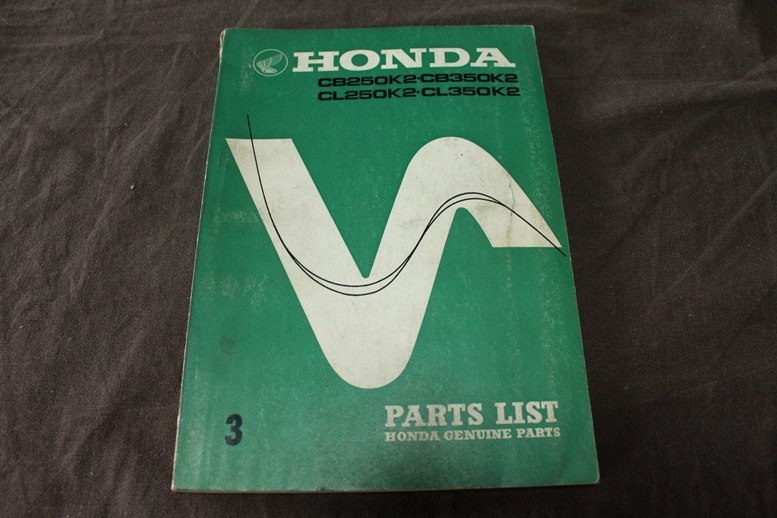 HONDA
CB250K2·CB350K2
CL250K2·CL350K2
3
PARTS LIST
HONDA GENUINE PARTS